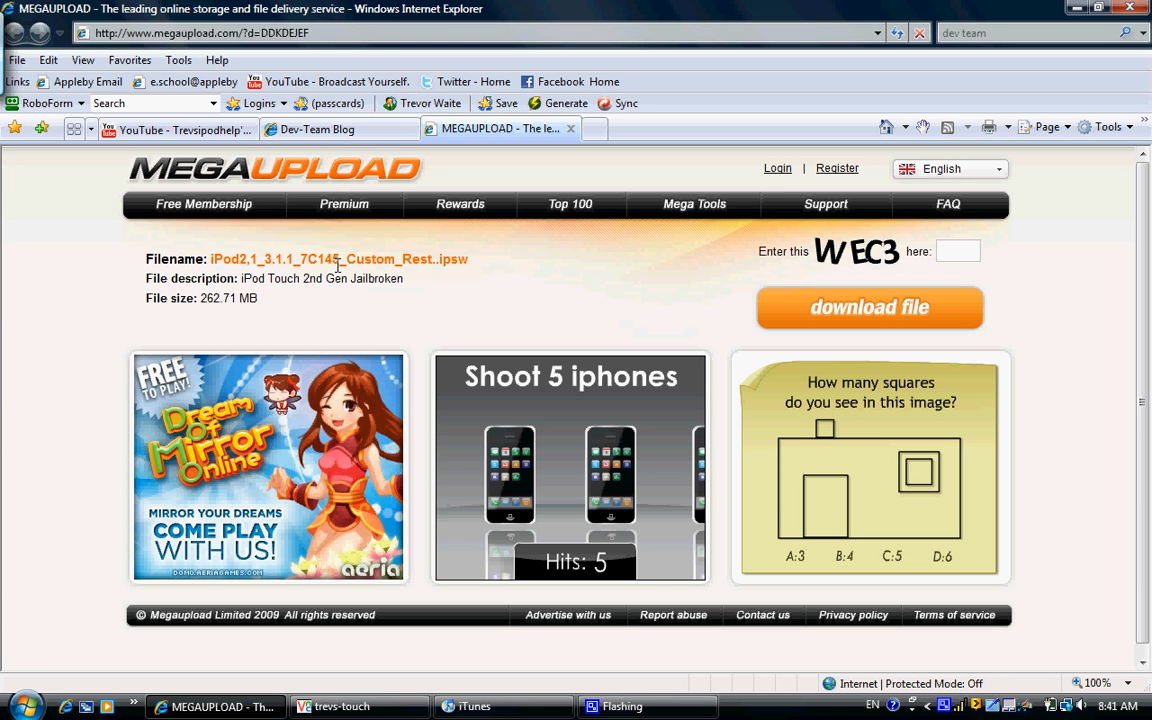 MEGAUPLOAD - The leading online storage and file delivery service - Windows Internet Explorer
http://www.megaupload.com/?d=DDKDEJEF
dev team
File Edit View Favorites Tools Help
Links Appleby Email e.school@appleby YouTube - Broadcast Yourself. Twitter - Home Facebook Home
RoboForm Search Logins (passcards) Trevor Waite Save Generate Sync
YouTube - Trevsipodhelp'... Dev-Team Blog MEGAUPLOAD - The le... Page Tools
MEGAUPLOAD
Login | Register English
Free Membership Premium Rewards Top 100 Mega Tools Support FAQ
Filename: iPod2,1_3.1.1_7C145_Custom_Rest..ipsw
File description: iPod Touch 2nd Gen Jailbroken
File size: 262.71 MB
Enter this WEC3 here:
download file
FREE
TO PLAY!
Dream
Of
Mirror
Online
MIRROR YOUR DREAMS
COME PLAY
WITH US!
DOMO.AERIAGAMES.COM
aeria
Shoot 5 iphones
Hits: 5
How many squares
do you see in this image?
A:3 B:4 C:5 D:6
© Megaupload Limited 2009 All rights reserved Advertise with us Report abuse Contact us Privacy policy Terms of service
Internet | Protected Mode: Off 100%
MEGAUPLOAD - Th... trevs-touch iTunes Flashing EN 8:41 AM